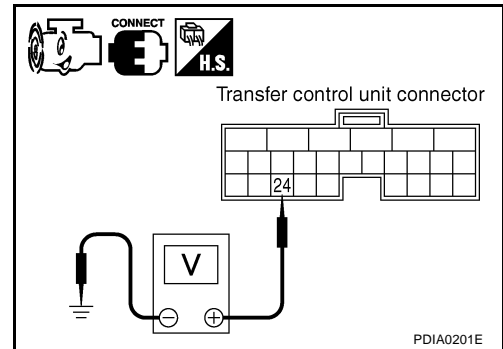 CONNECT
H.S.
Transfer control unit connector
24
V
− +
PDIA0201E